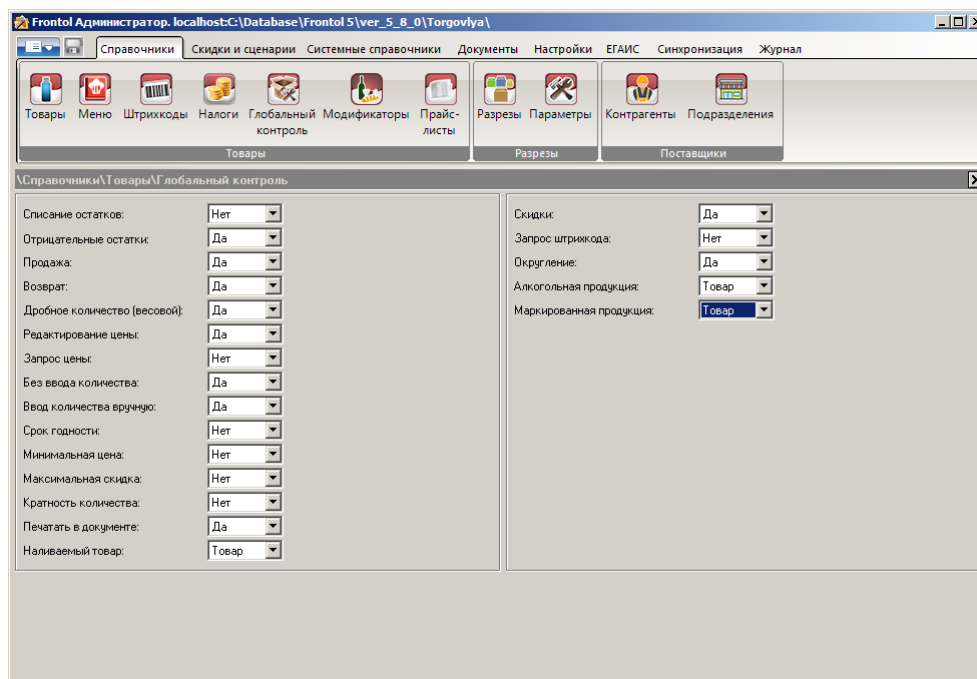 Frontol Администратор. localhost:C:\Database\Frontol 5\ver_5_8_0\Torgovlya\
Справочники Скидки и сценарии Системные справочники Документы Настройки ЕГАИС Синхронизация Журнал
Товары Меню Штрихкоды Налоги Глобальный контроль Модификаторы Прайс-листы Разрезы Параметры Контрагенты Подразделения
Товары Разрезы Поставщики
\Справочники\Товары\Глобальный контроль
Списание остатков: Нет
Отрицательные остатки: Да
Продажа: Да
Возврат: Да
Дробное количество (весовой): Да
Редактирование цены: Да
Запрос цены: Нет
Без ввода количества: Да
Ввод количества вручную: Да
Срок годности: Нет
Минимальная цена: Нет
Максимальная скидка: Нет
Кратность количества: Нет
Печатать в документе: Да
Наливаемый товар: Товар
Скидки: Да
Запрос штрихкода: Нет
Округление: Да
Алкогольная продукция: Товар
Маркированная продукция: Товар